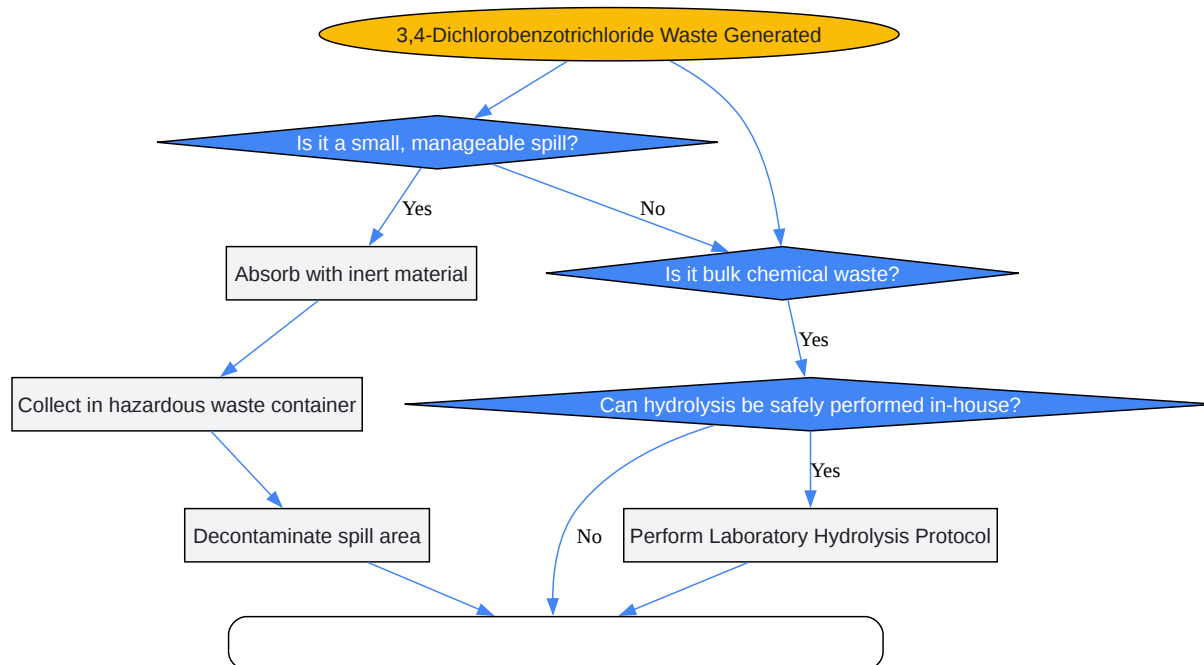 3,4-Dichlorobenzotrichloride Waste Generated
Is it a small, manageable spill?
Yes
No
Absorb with inert material
Is it bulk chemical waste?
Yes
Collect in hazardous waste container
Can hydrolysis be safely performed in-house?
Yes
Decontaminate spill area
No
Perform Laboratory Hydrolysis Protocol